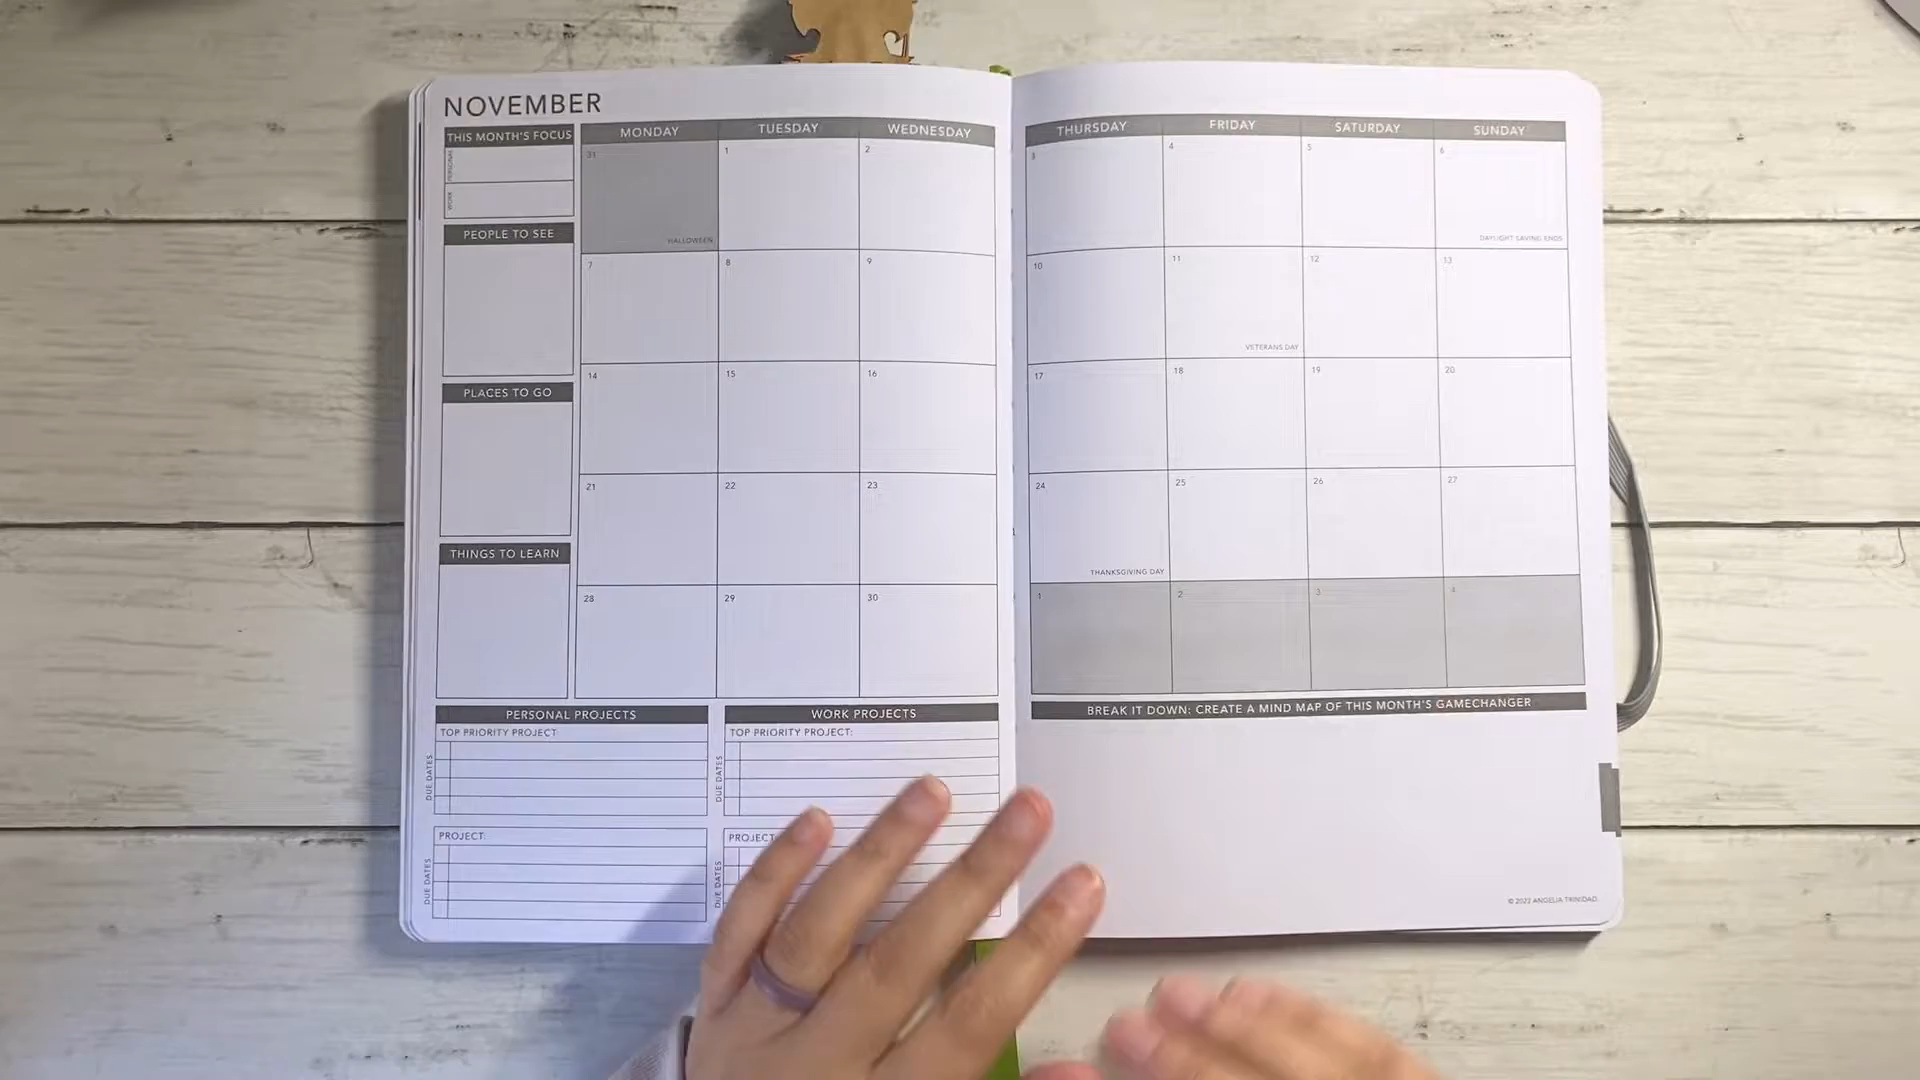 NOVEMBER
THIS MONTH'S FOCUS
PERSONAL
WORK
PEOPLE TO SEE
PLACES TO GO
THINGS TO LEARN
MONDAY TUESDAY WEDNESDAY THURSDAY FRIDAY SATURDAY SUNDAY
31 1 2 3 4 5 6
HALLOWEEN DAYLIGHT SAVING ENDS
7 8 9 10 11 12 13
VETERANS DAY
14 15 16 17 18 19 20
21 22 23 24 25 26 27
THANKSGIVING DAY
28 29 30 1 2 3 4
PERSONAL PROJECTS
TOP PRIORITY PROJECT
DUE DATES
PROJECT:
DUE DATES
WORK PROJECTS
TOP PRIORITY PROJECT:
DUE DATES
PROJECT
DUE DATES
BREAK IT DOWN: CREATE A MIND MAP OF THIS MONTH'S GAMECHANGER
© 2022 ANGELIA TRINIDAD